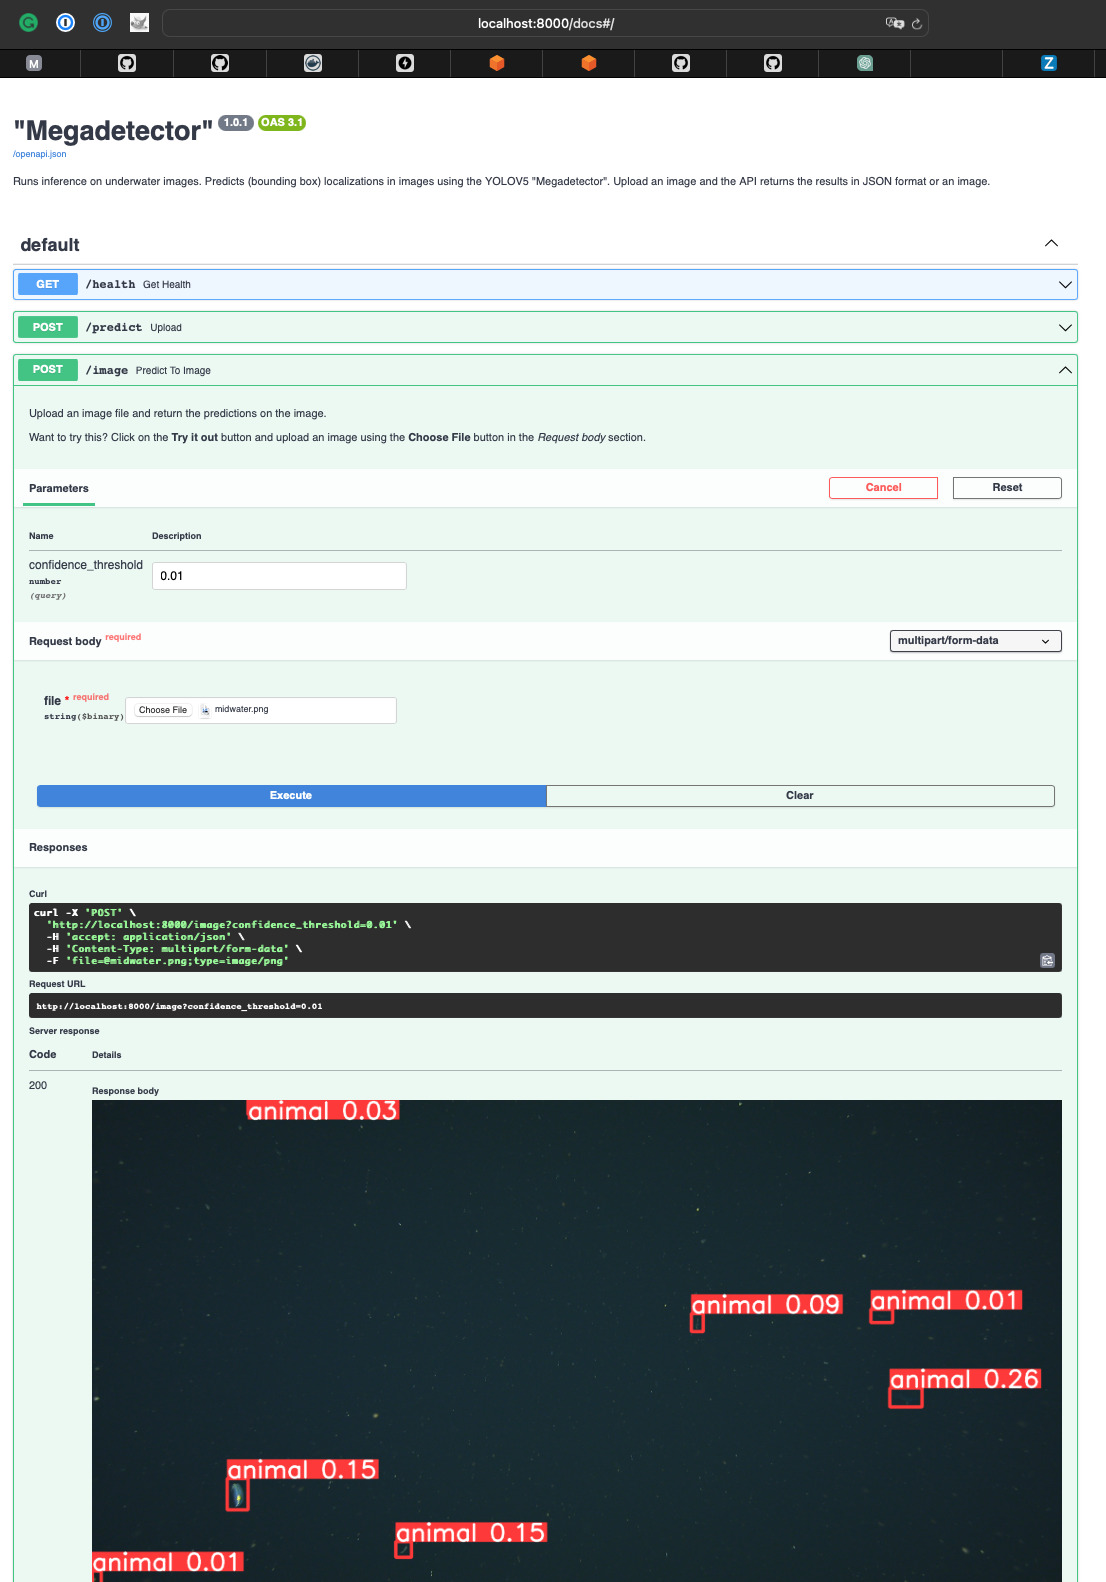 localhost:8000/docs#/
M
Z
"Megadetector" 1.0.1 OAS 3.1
/openapi.json
Runs inference on underwater images. Predicts (bounding box) localizations in images using the YOLOV5 "Megadetector". Upload an image and the API returns the results in JSON format or an image.
default
GET /health Get Health
POST /predict Upload
POST /image Predict To Image
Upload an image file and return the predictions on the image.
Want to try this? Click on the Try it out button and upload an image using the Choose File button in the Request body section.
Parameters Cancel Reset
Name Description
confidence_threshold 0.01
number
(query)
Request body required multipart/form-data
file * required
string($binary) Choose File midwater.png
Execute Clear
Responses
Curl
curl -X 'POST' \
'http://localhost:8000/image?confidence_threshold=0.01' \
-H 'accept: application/json' \
-H 'Content-Type: multipart/form-data' \
-F 'file=@midwater.png;type=image/png'
Request URL
http://localhost:8000/image?confidence_threshold=0.01
Server response
Code Details
200
Response body
animal 0.03
animal 0.09 animal 0.01
animal 0.26
animal 0.15
animal 0.15
animal 0.01